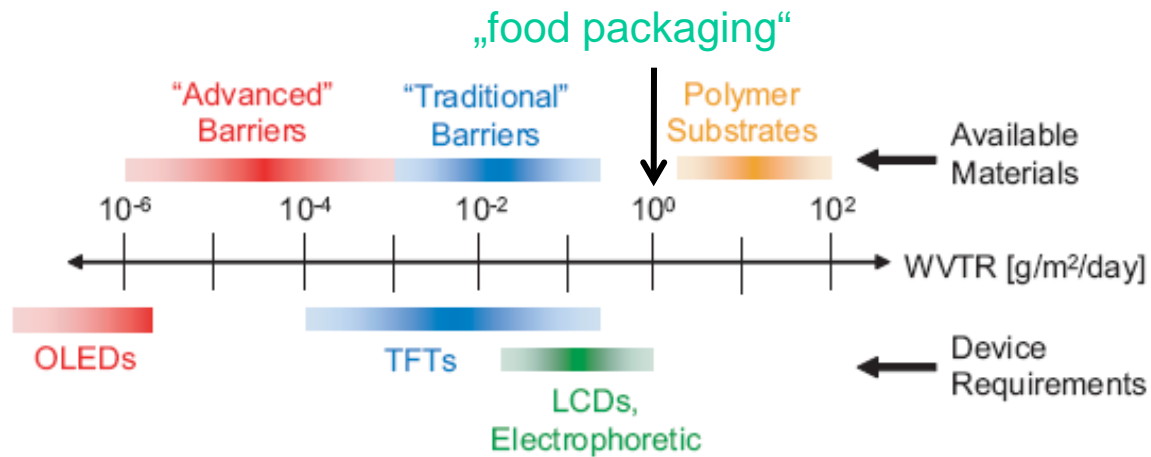 „food packaging“
“Advanced”
Barriers
“Traditional”
Barriers
Polymer
Substrates
Available
Materials
10⁻⁶
10⁻⁴
10⁻²
10⁰
10²
WVTR [g/m²/day]
OLEDs
TFTs
LCDs,
Electrophoretic
Device
Requirements